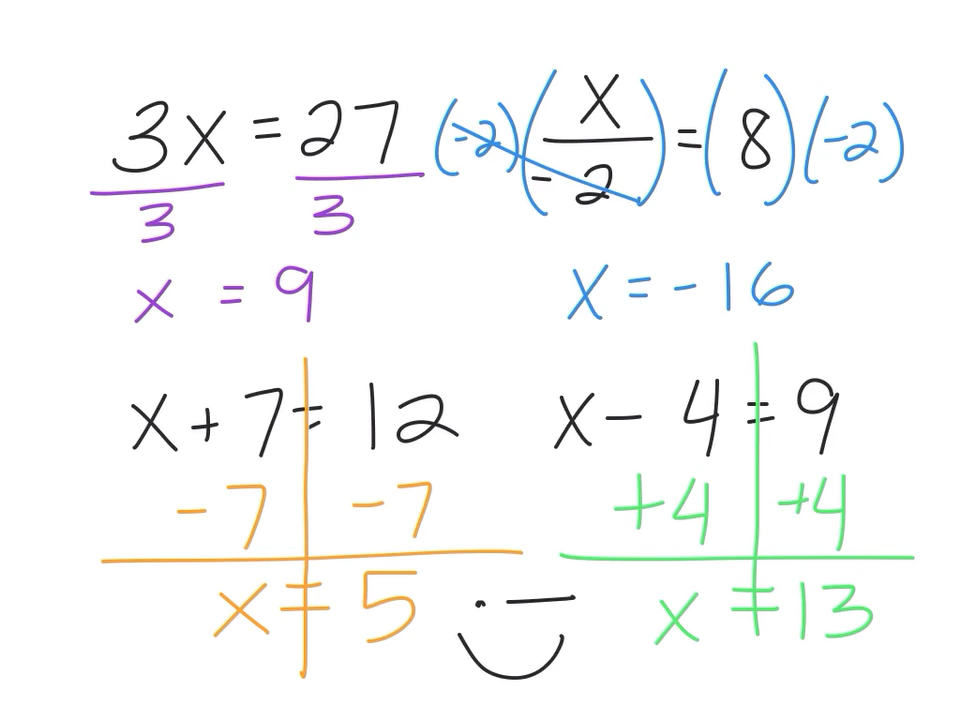 3x = 27
3 3
x = 9
(-2)(x/-2) = (8)(-2)
x = -16
x + 7 = 12
-7 -7
x = 5
x - 4 = 9
+4 +4
x = 13